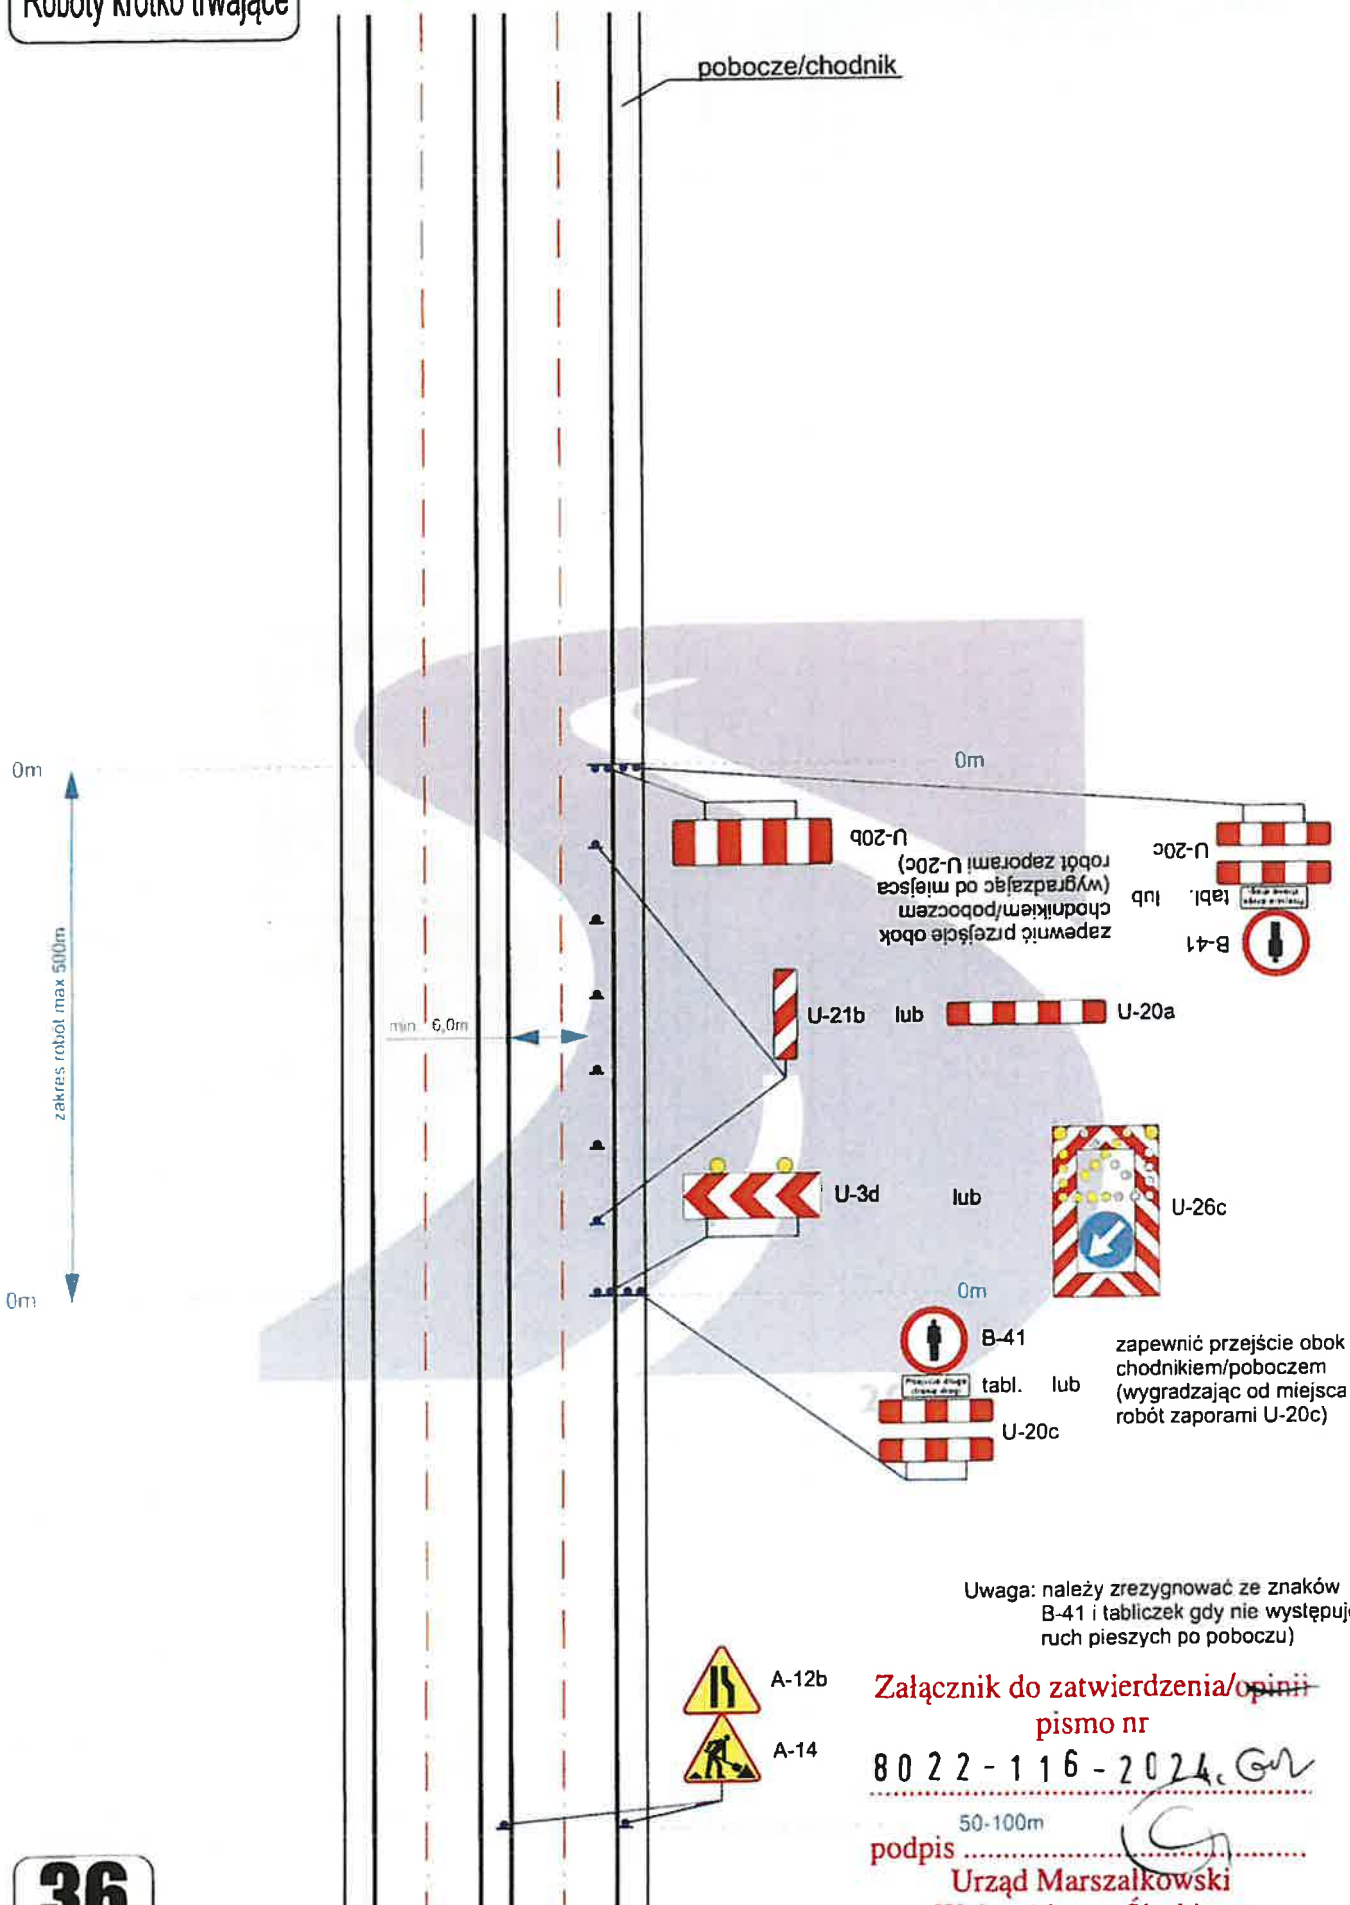 Roboty krótko trwające
pobocze/chodnik
0m
0m
U-20b
zapewnić przejście obok
chodnikiem/poboczem
(wygradzając od miejsca
robót zaporami U-20c)
B-41
tabl. lub
U-20c
zakres robót max 500m
min. 6,0m
U-21b lub
U-20a
U-3d
lub
U-26c
0m
0m
B-41
Przejście drugą
stroną drogi
tabl. lub
U-20c
zapewnić przejście obok
chodnikiem/poboczem
(wygradzając od miejsca
robót zaporami U-20c)
Uwaga: należy zrezygnować ze znaków
B-41 i tabliczek gdy nie występuj
ruch pieszych po poboczu)
A-12b
A-14
Załącznik do zatwierdzenia/opinii
pismo nr
8022-116-2024.
50-100m
podpis
Urząd Marszałkowski
36